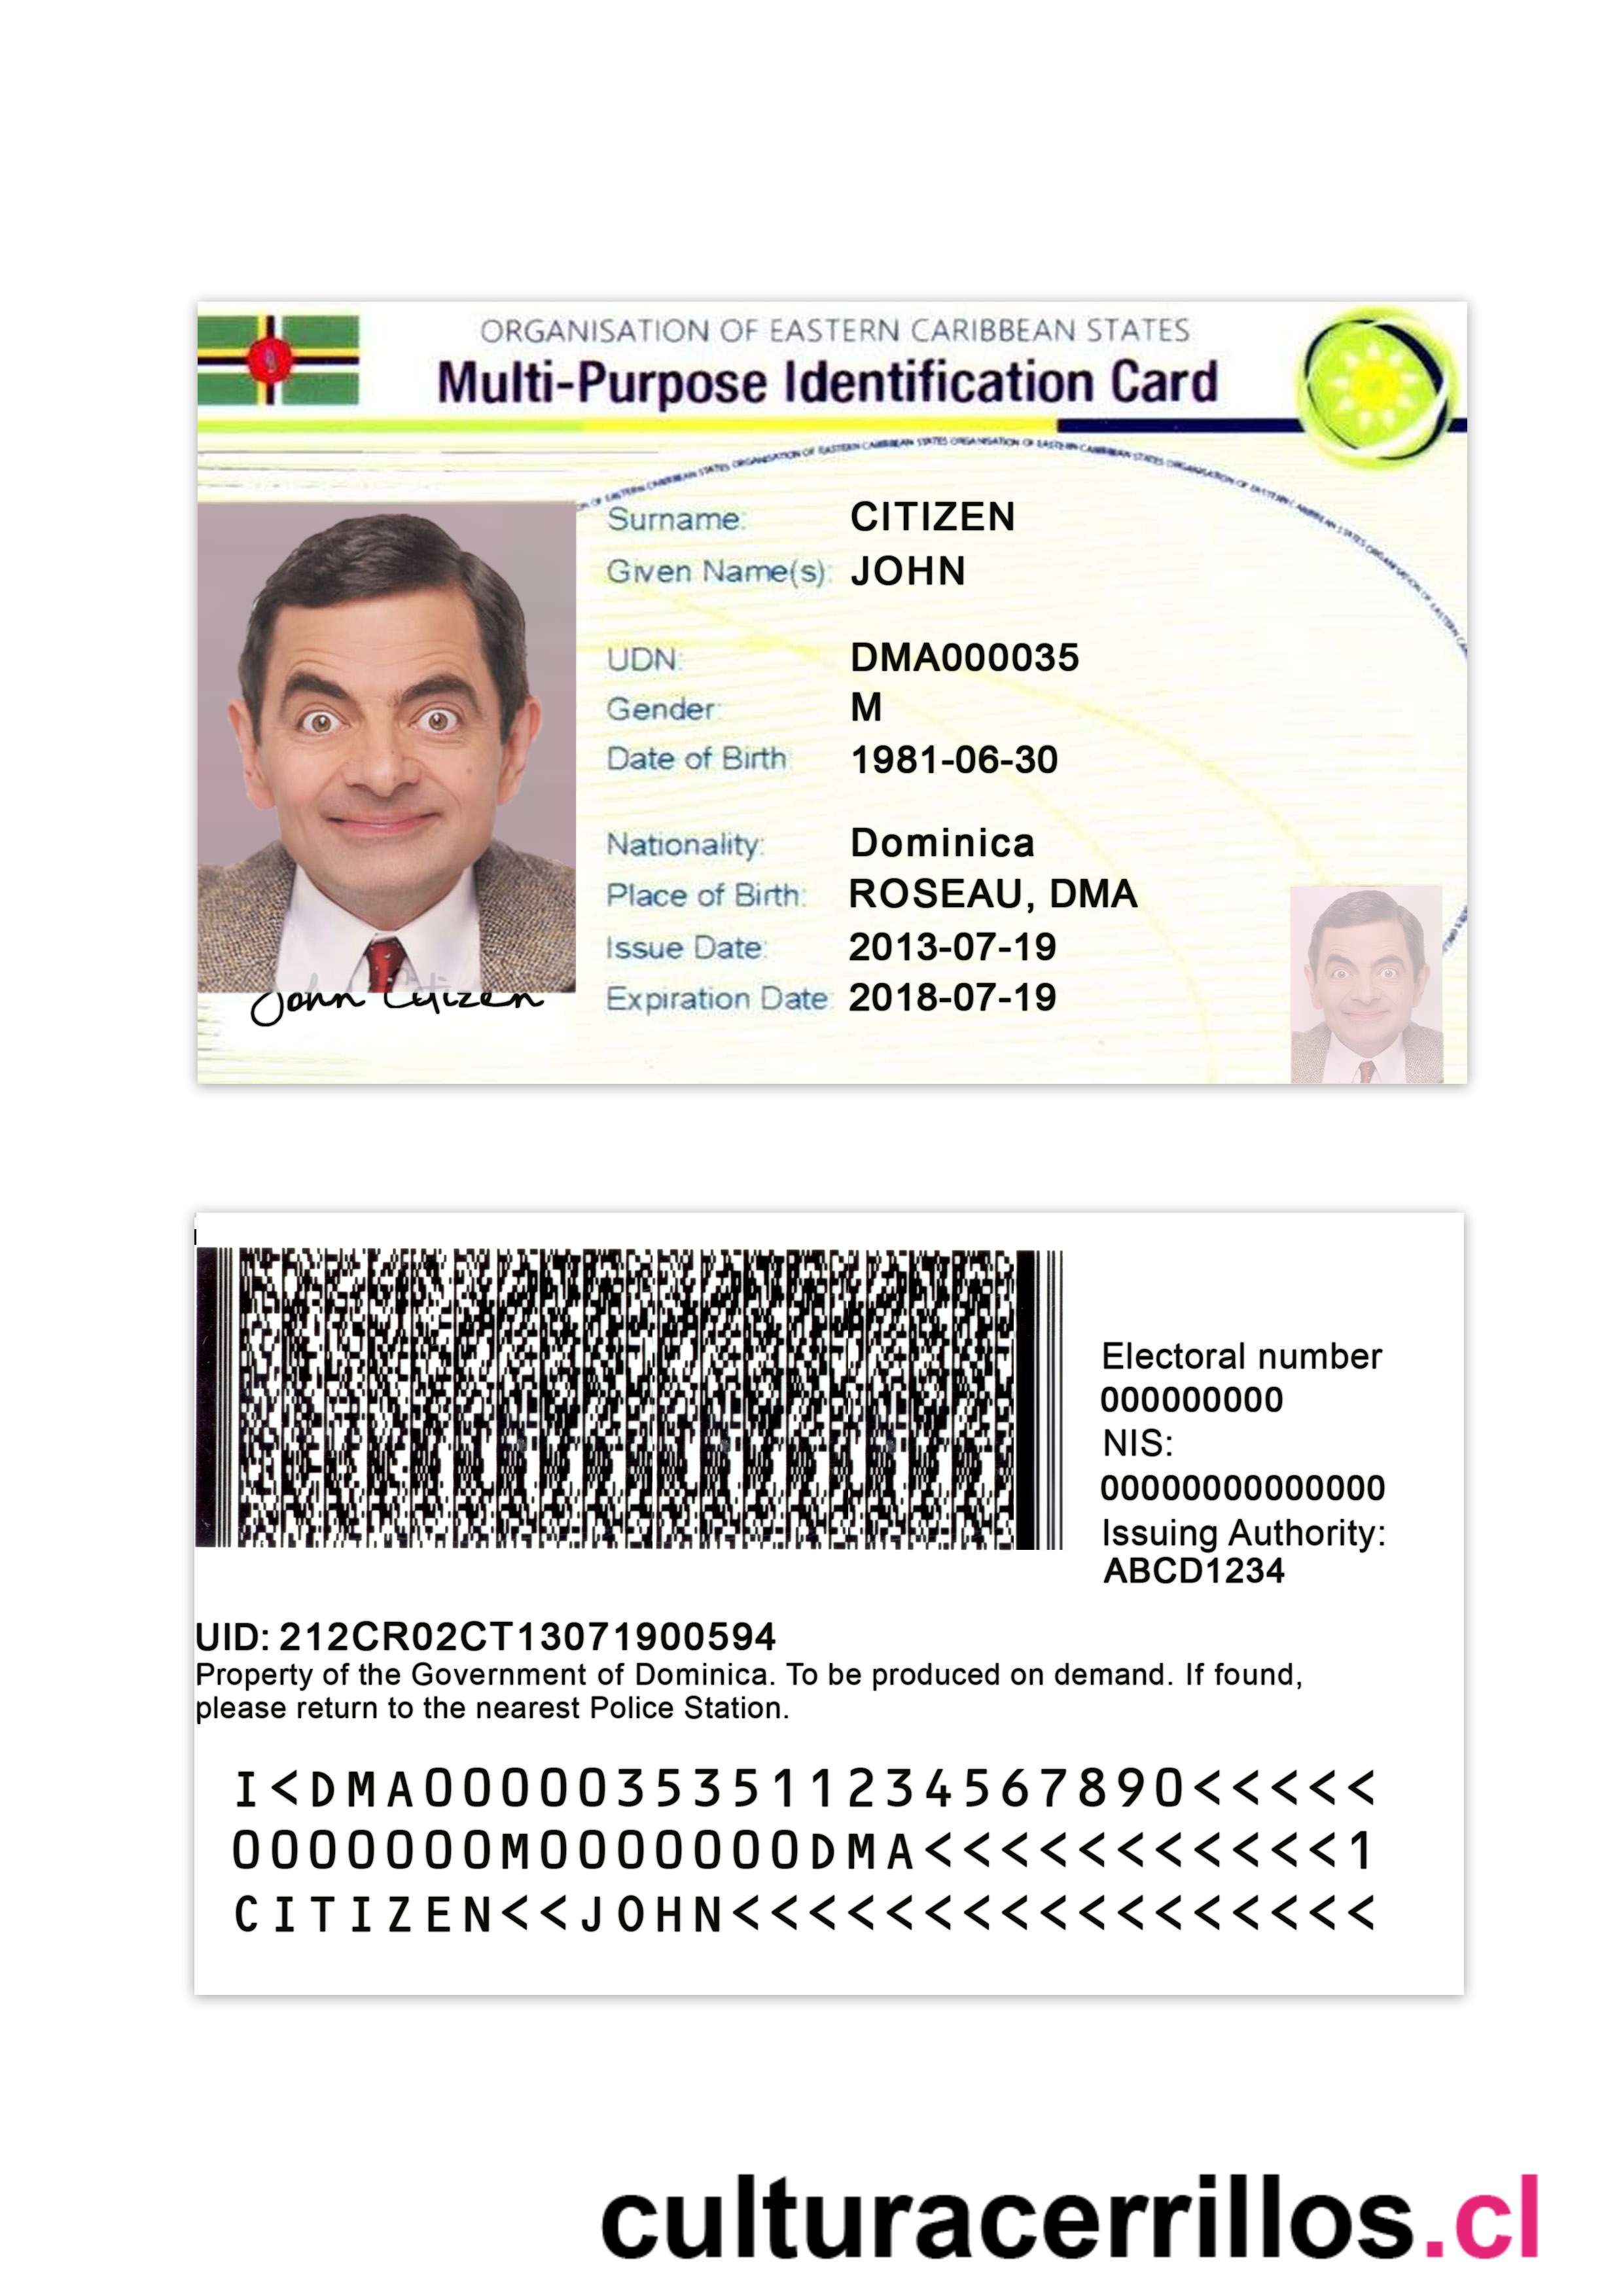 ORGANISATION OF EASTERN CARIBBEAN STATES
Multi-Purpose Identification Card
Surname: CITIZEN
Given Name(s): JOHN
UDN: DMA000035
Gender: M
Date of Birth: 1981-06-30
Nationality: Dominica
Place of Birth: ROSEAU, DMA
Issue Date: 2013-07-19
Expiration Date: 2018-07-19
John Citizen
Electoral number
000000000
NIS:
00000000000000
Issuing Authority:
ABCD1234
UID: 212CR02CT13071900594
Property of the Government of Dominica. To be produced on demand. If found,
please return to the nearest Police Station.
I<DMA00000353511234567890<<<<<
0000000M0000000DMA<<<<<<<<<<<1
CITIZEN<<JOHN<<<<<<<<<<<<<<<<<
culturacerrillos.cl